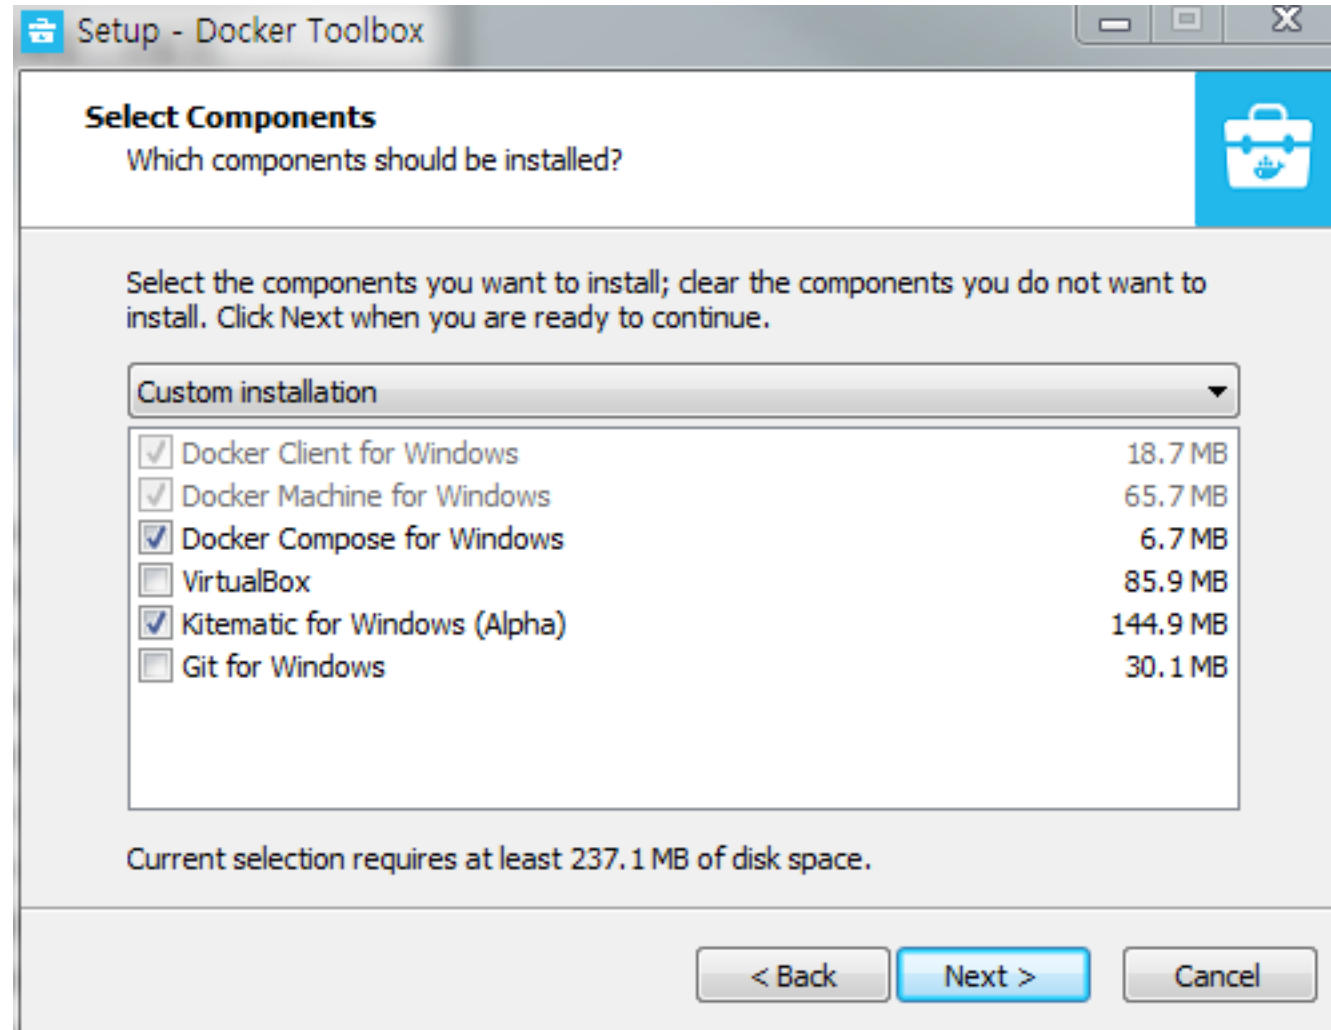 Setup - Docker Toolbox
Select Components
Which components should be installed?
Select the components you want to install; clear the components you do not want to
install. Click Next when you are ready to continue.
Custom installation
Docker Client for Windows 18.7 MB
Docker Machine for Windows 65.7 MB
Docker Compose for Windows 6.7 MB
VirtualBox 85.9 MB
Kitematic for Windows (Alpha) 144.9 MB
Git for Windows 30.1 MB
Current selection requires at least 237.1 MB of disk space.
< Back Next > Cancel